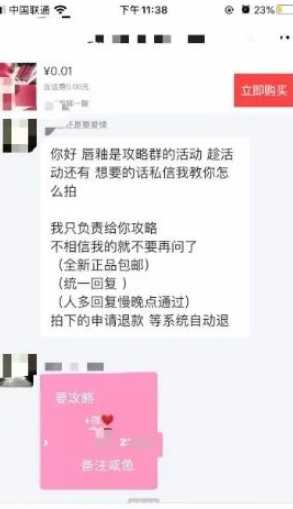 中国联通
下午11:38
23%
¥0.01
立即购买
你好 唇釉是攻略群的活动 趁活
动还有 想要的话私信我教你怎
么拍
我只负责给你攻略
不相信我的就不要再问了
（全新正品包邮）
（统一回复 ）
（人多回复慢晚点通过）
拍下的申请退款 等系统自动退
要攻略
备注咸鱼